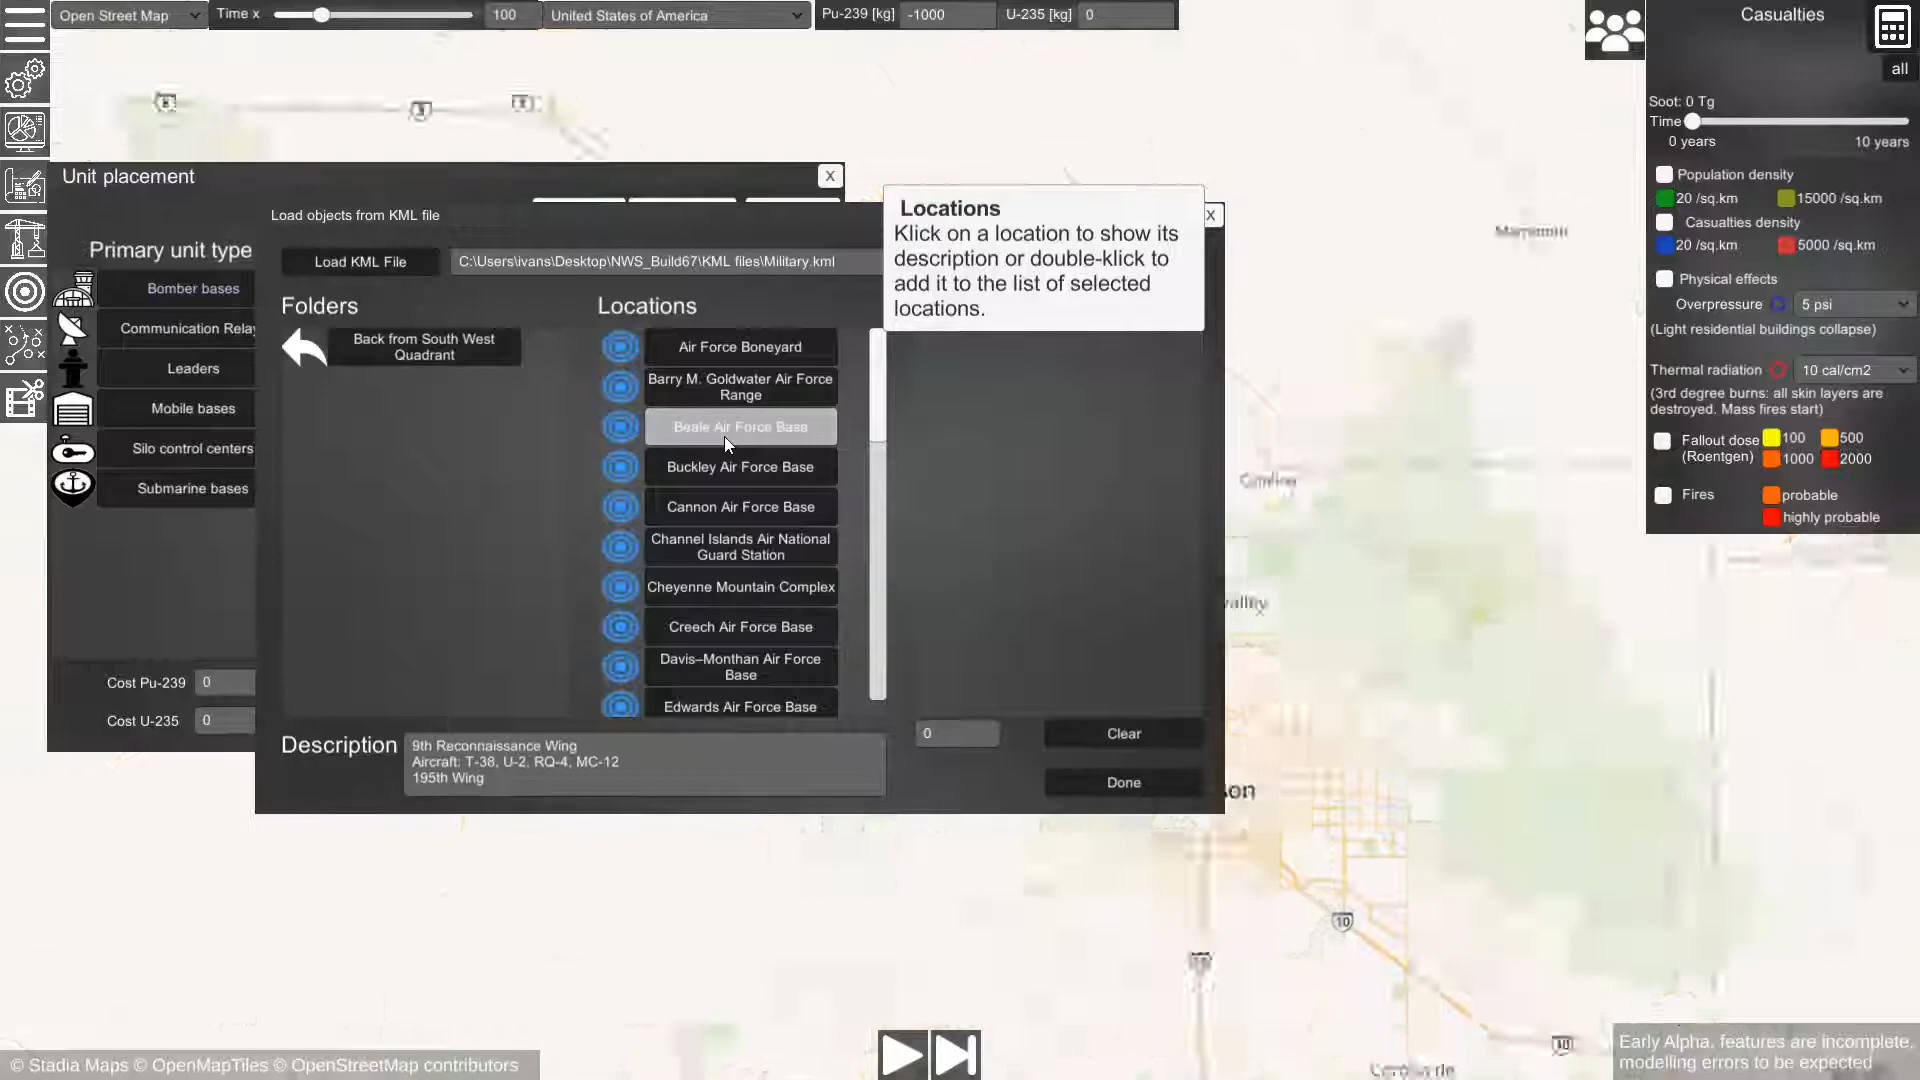 Open Street Map
Time x
100
United States of America
Pu-239 [kg]
-1000
U-235 [kg]
0
Casualties
all
Soot: 0 Tg
Time
0 years
10 years
Population density
20 /sq.km
15000 /sq.km
Casualties density
20 /sq.km
5000 /sq.km
Physical effects
Overpressure
5 psi
(Light residential buildings collapse)
Thermal radiation
10 cal/cm2
(3rd degree burns: all skin layers are
destroyed. Mass fires start)
Fallout dose
(Roentgen)
100
500
1000
2000
Fires
probable
highly probable
Unit placement
X
Primary unit type
Bomber bases
Communication Relay
Leaders
Mobile bases
Silo control centers
Submarine bases
Cost Pu-239
0
Cost U-235
0
Load objects from KML file
X
Load KML File
C:\Users\ivans\Desktop\NWS_Build67\KML files\Military.kml
Folders
Back from South West
Quadrant
Locations
Air Force Boneyard
Barry M. Goldwater Air Force
Range
Beale Air Force Base
Buckley Air Force Base
Cannon Air Force Base
Channel Islands Air National
Guard Station
Cheyenne Mountain Complex
Creech Air Force Base
Davis–Monthan Air Force
Base
Edwards Air Force Base
Locations
Klick on a location to show its
description or double-klick to
add it to the list of selected
locations.
Description
9th Reconnaissance Wing
Aircraft: T-38, U-2, RQ-4, MC-12
195th Wing
0
Clear
Done
on
10
10
© Stadia Maps © OpenMapTiles © OpenStreetMap contributors
Early Alpha. features are incomplete,
modelling errors to be expected